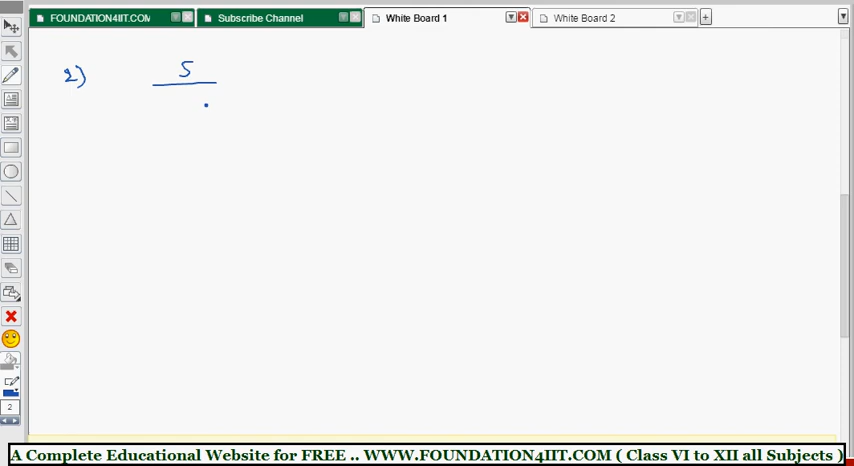 FOUNDATION4IIT.COM Subscribe Channel White Board 1 White Board 2
2) 5
2
A Complete Educational Website for FREE .. WWW.FOUNDATION4IIT.COM ( Class VI to XII all Subjects )